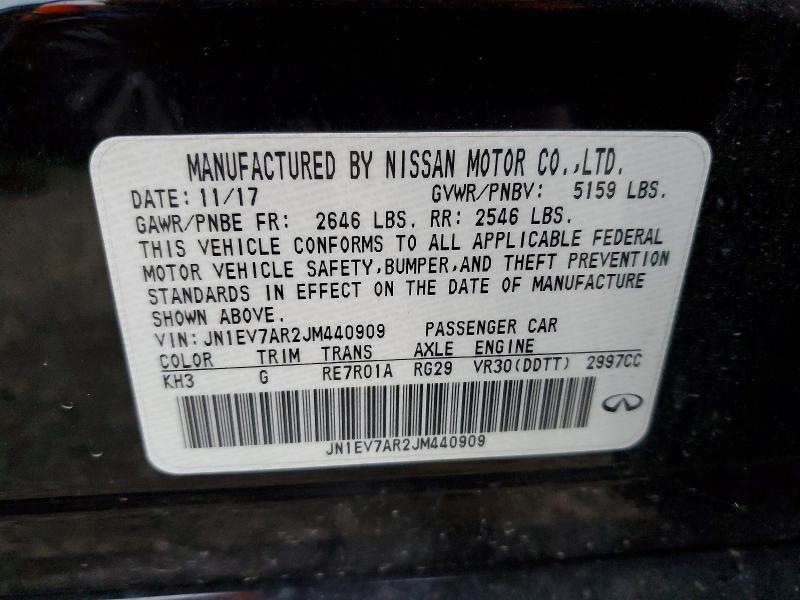 MANUFACTURED BY NISSAN MOTOR CO.,LTD.
DATE: 11/17 GVWR/PNBV: 5159 LBS.
GAWR/PNBE FR: 2646 LBS. RR: 2546 LBS.
THIS VEHICLE CONFORMS TO ALL APPLICABLE FEDERAL
MOTOR VEHICLE SAFETY,BUMPER,AND THEFT PREVENTION
STANDARDS IN EFFECT ON THE DATE OF MANUFACTURE
SHOWN ABOVE.
VIN: JN1EV7AR2JM440909 PASSENGER CAR
COLOR TRIM TRANS AXLE ENGINE
KH3 G RE7R01A RG29 VR30(DDTT) 2997CC
JN1EV7AR2JM440909